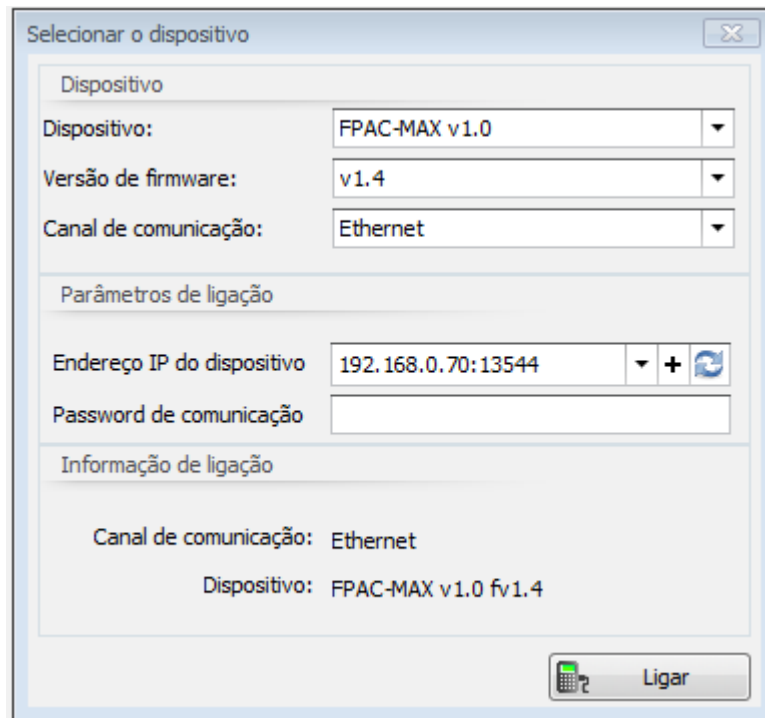 Selecionar o dispositivo
Dispositivo
Dispositivo: FPAC-MAX v1.0
Versão de firmware: v1.4
Canal de comunicação: Ethernet
Parâmetros de ligação
Endereço IP do dispositivo 192.168.0.70:13544
Password de comunicação
Informação de ligação
Canal de comunicação: Ethernet
Dispositivo: FPAC-MAX v1.0 fv1.4
Ligar